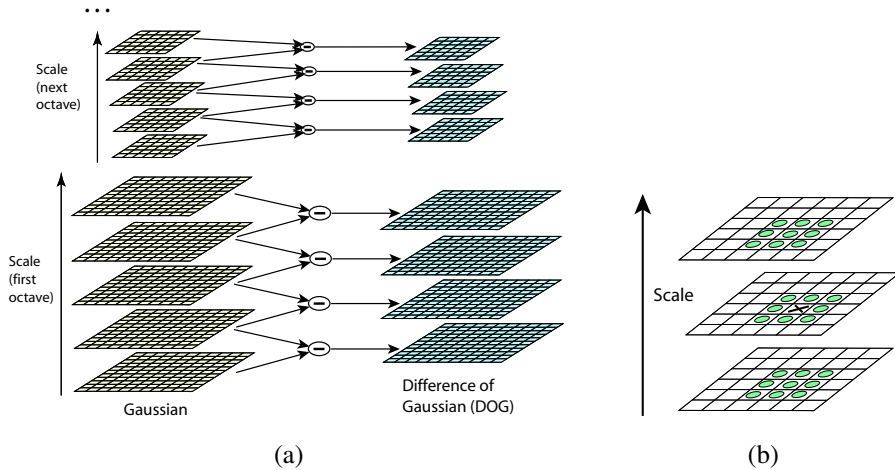 ...
Scale
(next
octave)
Scale
(first
octave)
Gaussian
Difference of
Gaussian (DOG)
(a)
Scale
(b)